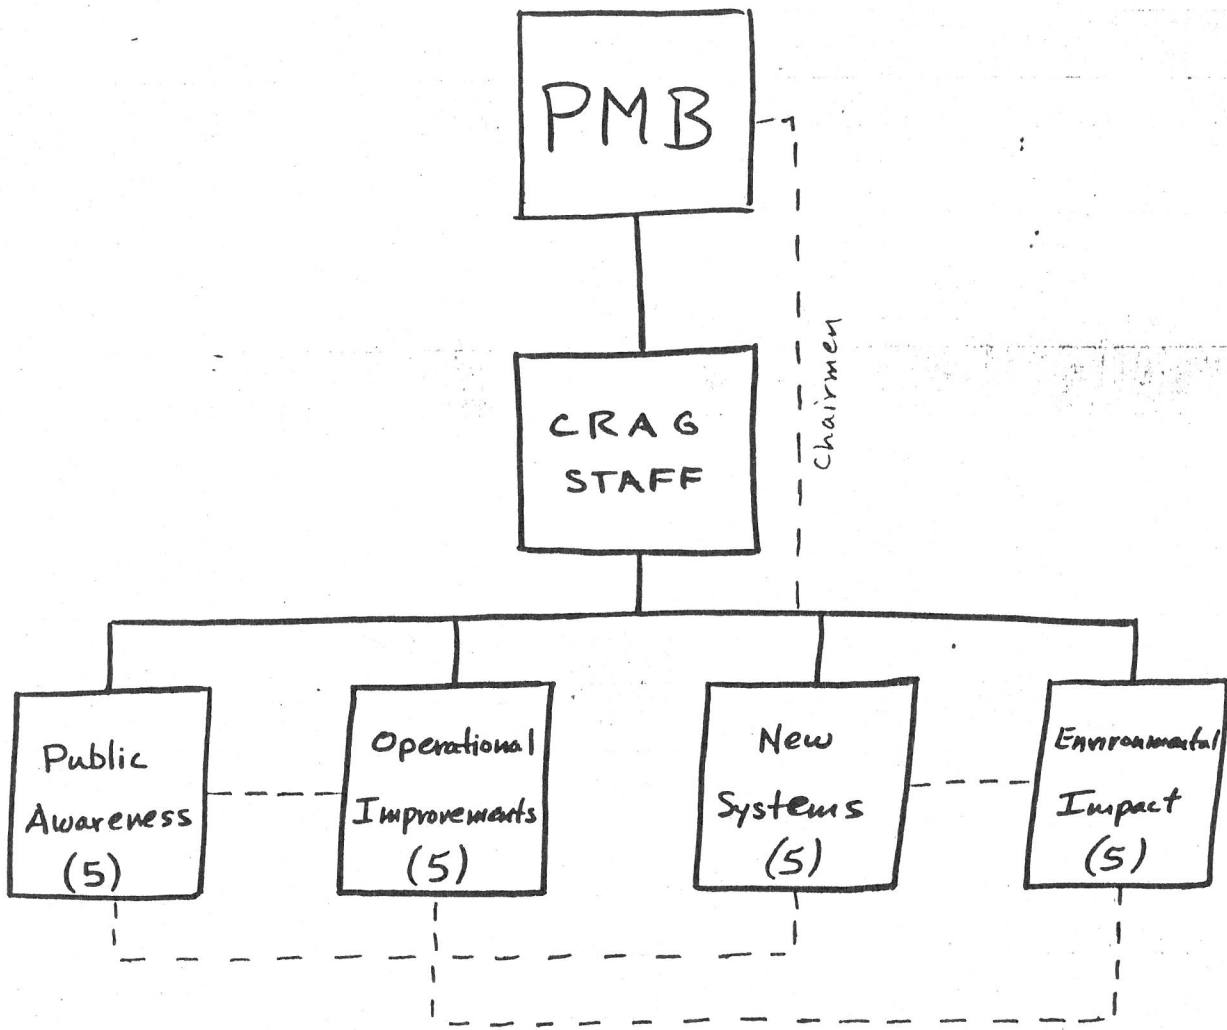 PMB
Chairmen
CRAG
STAFF
Public
Awareness
(5)
Operational
Improvements
(5)
New
Systems
(5)
Environmental
Impact
(5)